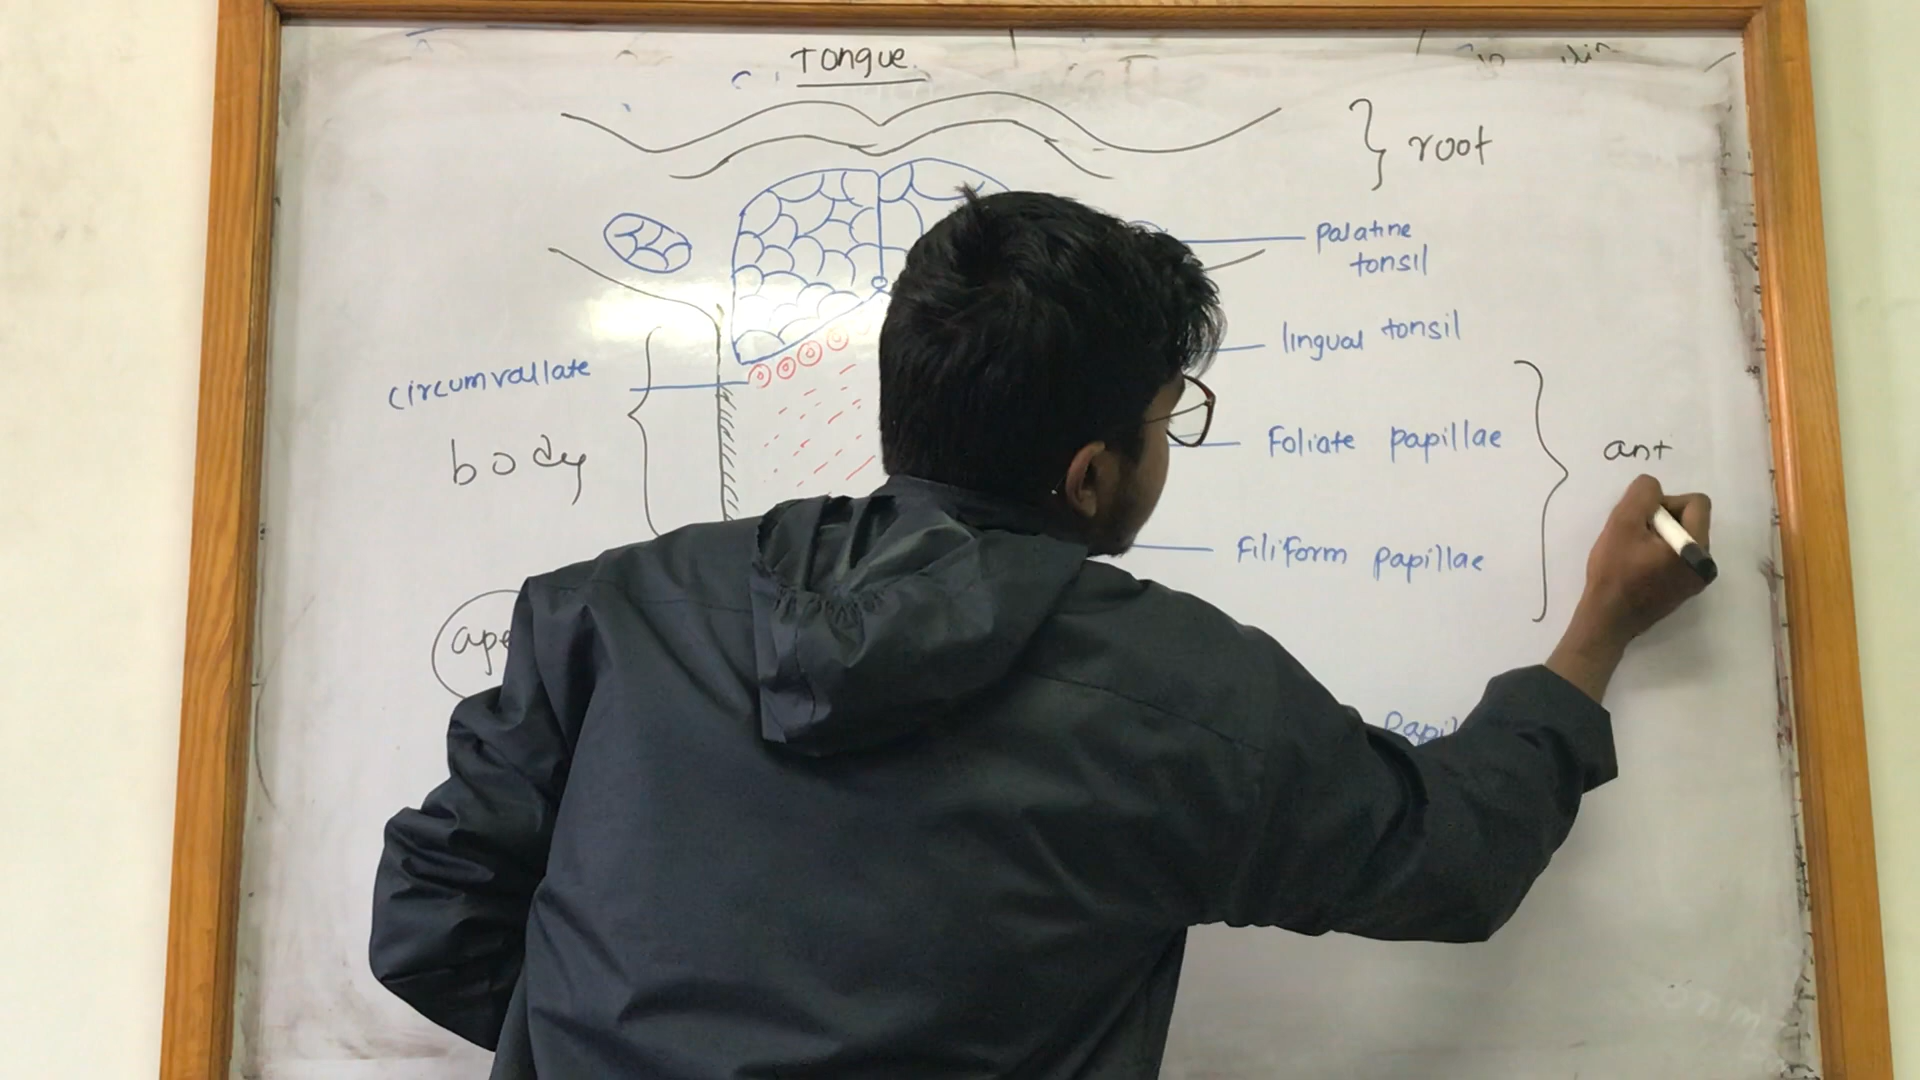 Tongue
root
Palatine
tonsil
lingual tonsil
circumvallate
Foliate papillae
ant
body
Filiform papillae